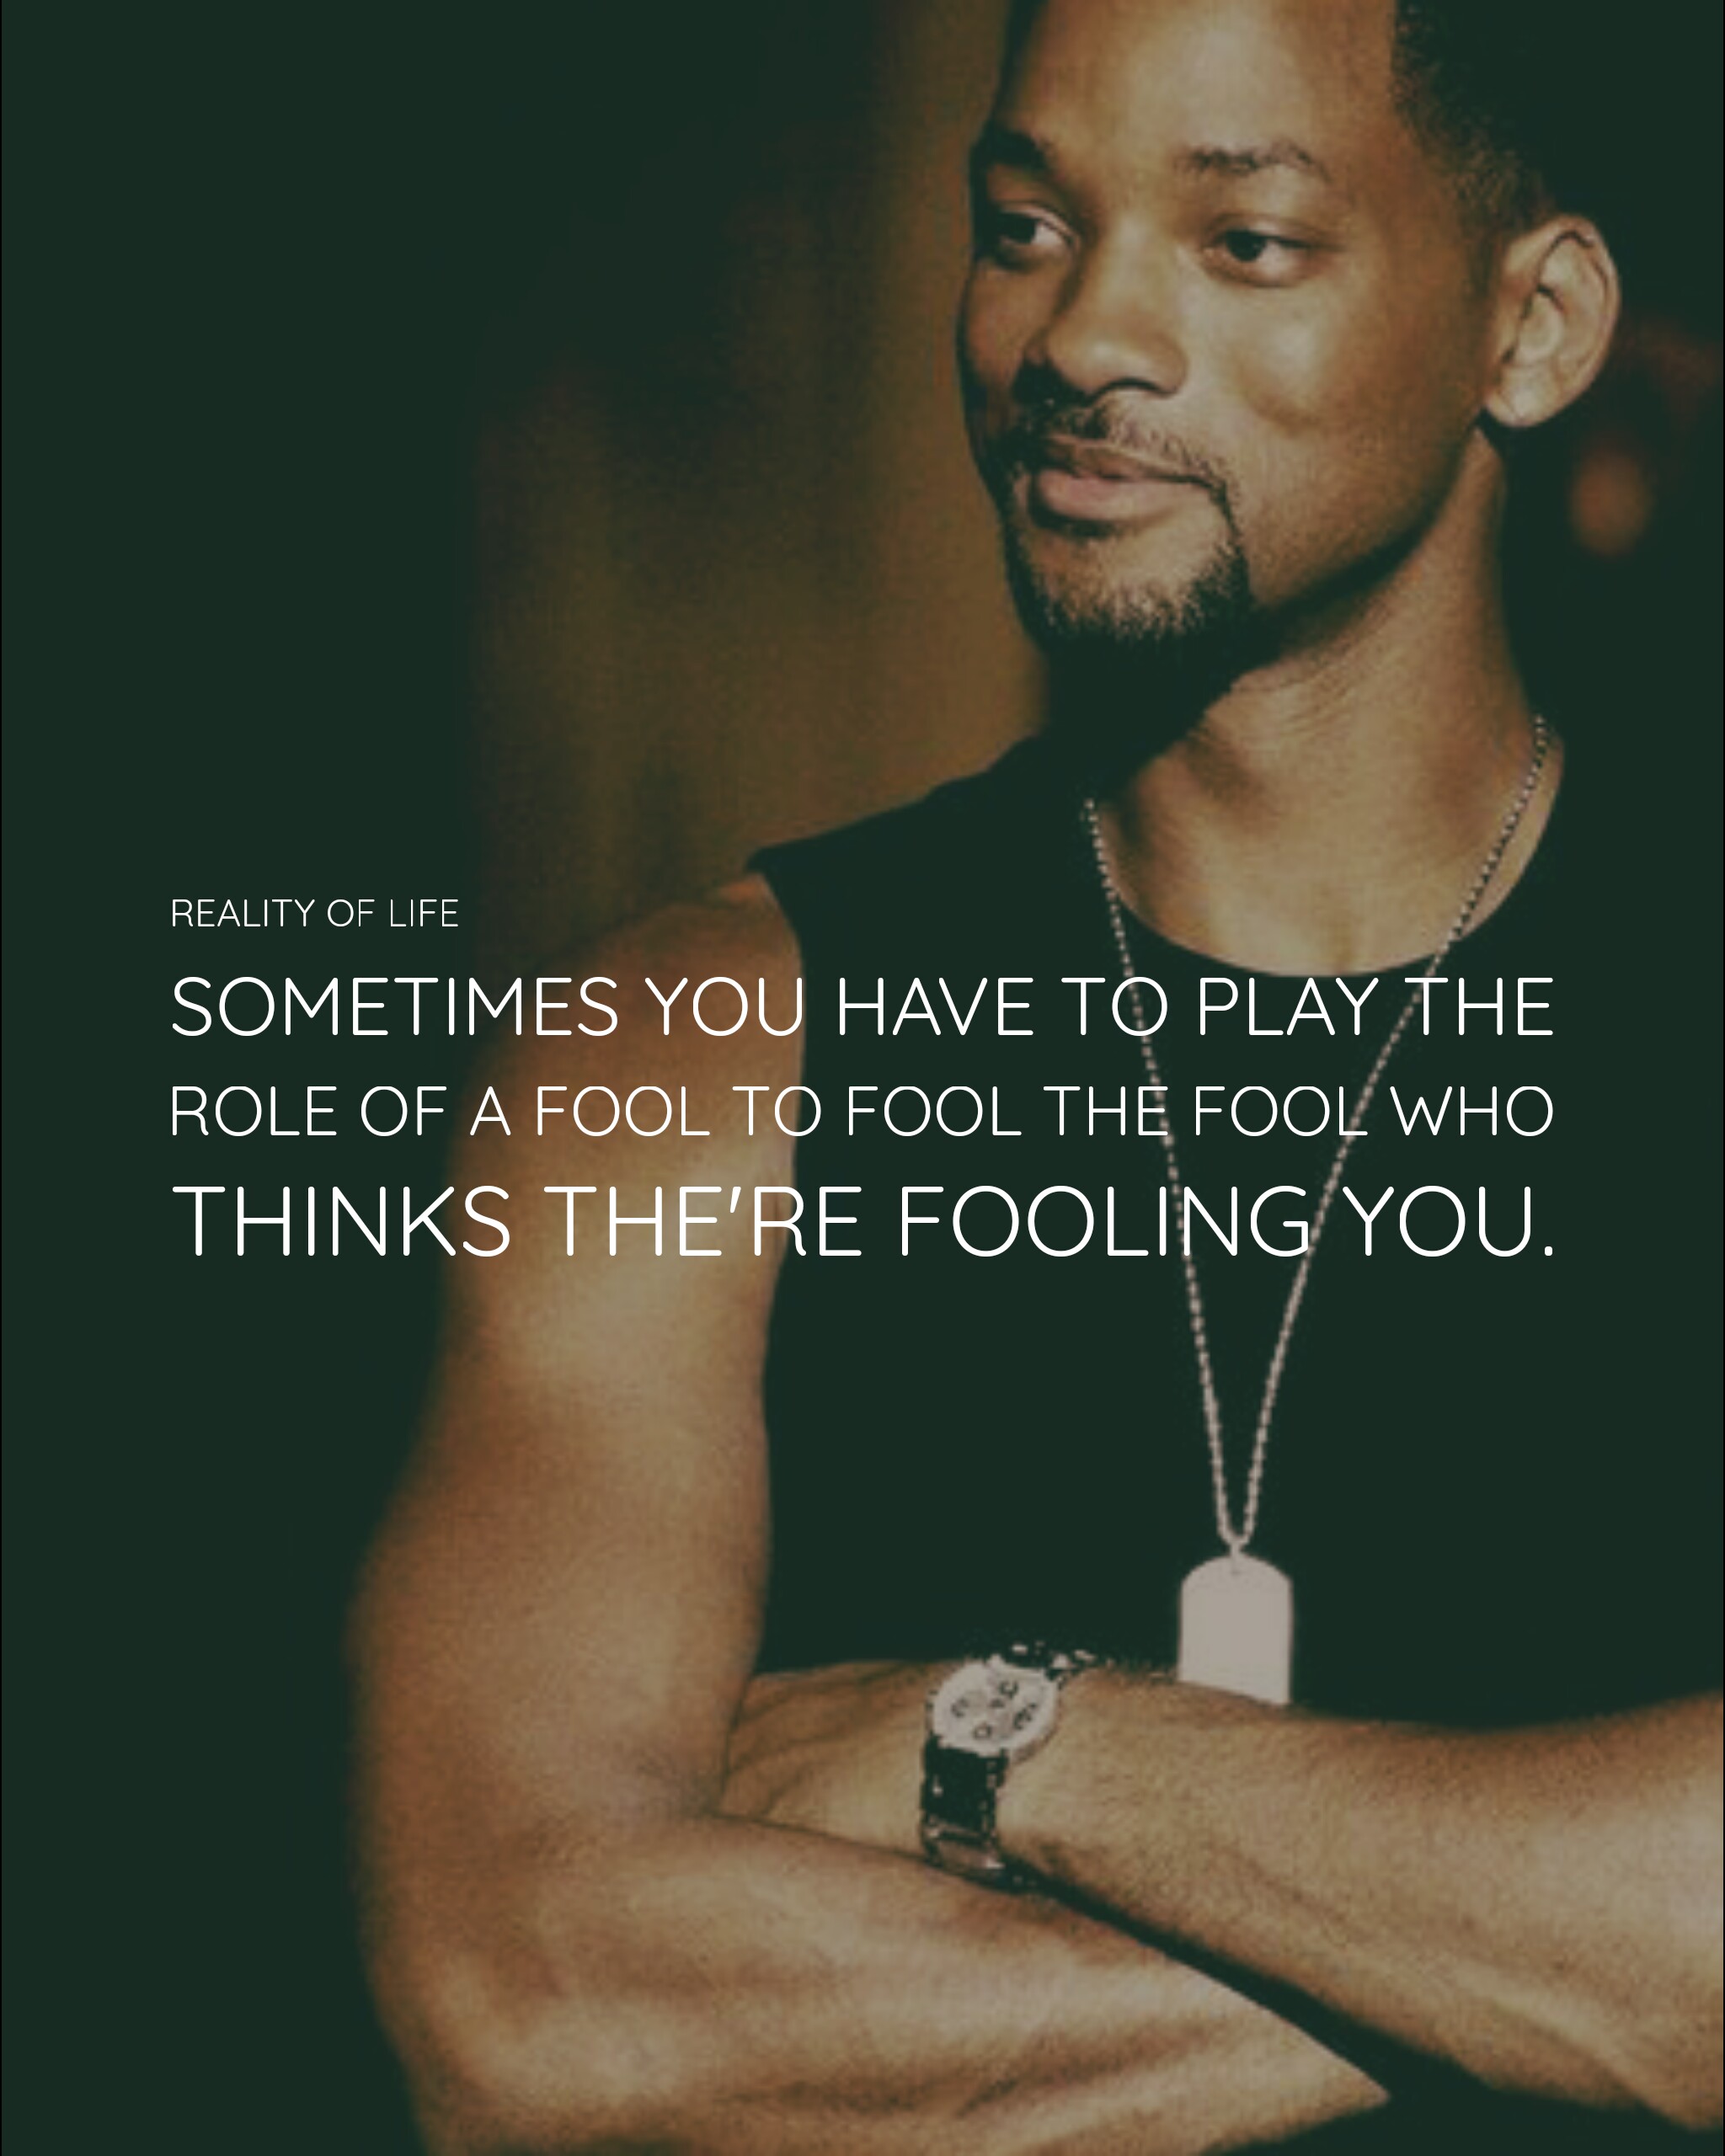 REALITY OF LIFE
SOMETIMES YOU HAVE TO PLAY THE
ROLE OF A FOOL TO FOOL THE FOOL WHO
THINKS THE'RE FOOLING YOU.